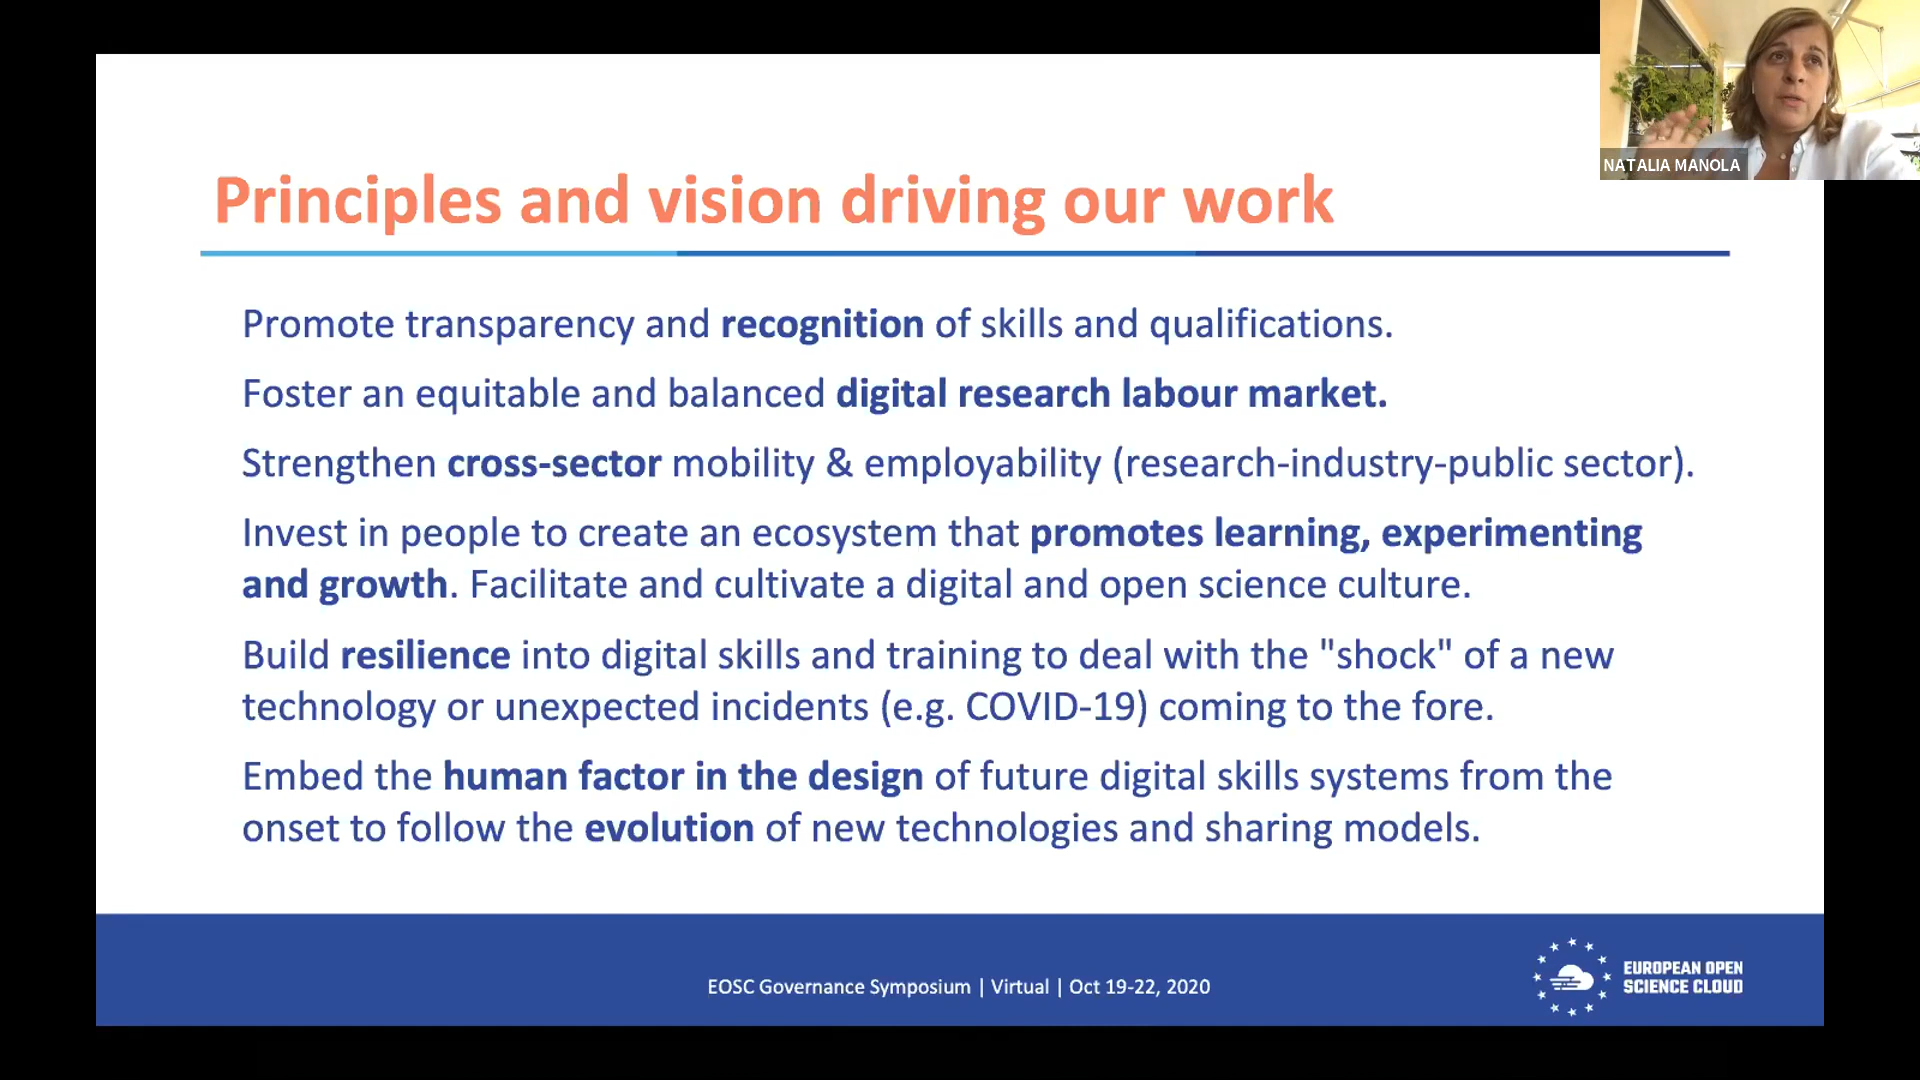 NATALIA MANOLA
Principles and vision driving our work
Promote transparency and recognition of skills and qualifications.
Foster an equitable and balanced digital research labour market.
Strengthen cross-sector mobility & employability (research-industry-public sector).
Invest in people to create an ecosystem that promotes learning, experimenting
and growth. Facilitate and cultivate a digital and open science culture.
Build resilience into digital skills and training to deal with the "shock" of a new
technology or unexpected incidents (e.g. COVID-19) coming to the fore.
Embed the human factor in the design of future digital skills systems from the
onset to follow the evolution of new technologies and sharing models.
EOSC Governance Symposium | Virtual | Oct 19-22, 2020
EUROPEAN OPEN
SCIENCE CLOUD